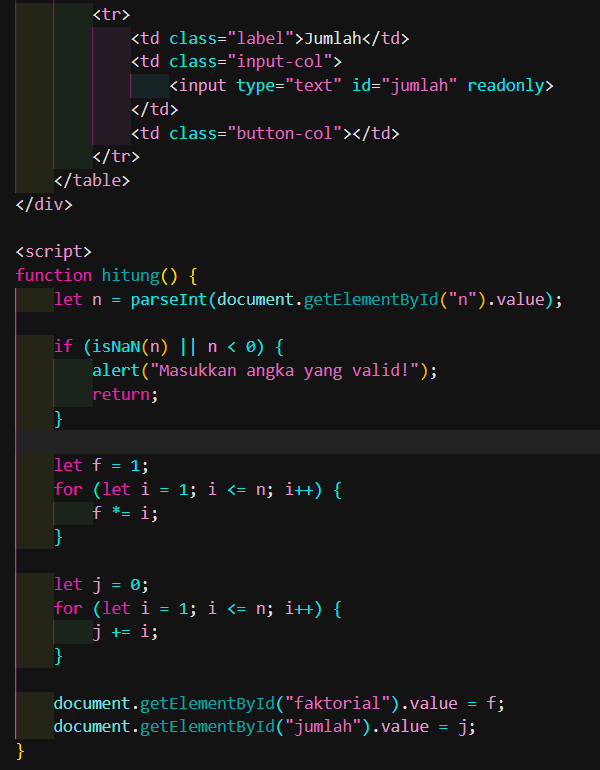 <tr>
<td class="label">Jumlah</td>
<td class="input-col">
<input type="text" id="jumlah" readonly>
</td>
<td class="button-col"></td>
</tr>
</table>
</div>
<script>
function hitung() {
let n = parseInt(document.getElementById("n").value);
if (isNaN(n) || n < 0) {
alert("Masukkan angka yang valid!");
return;
}
let f = 1;
for (let i = 1; i <= n; i++) {
f *= i;
}
let j = 0;
for (let i = 1; i <= n; i++) {
j += i;
}
document.getElementById("faktorial").value = f;
document.getElementById("jumlah").value = j;
}